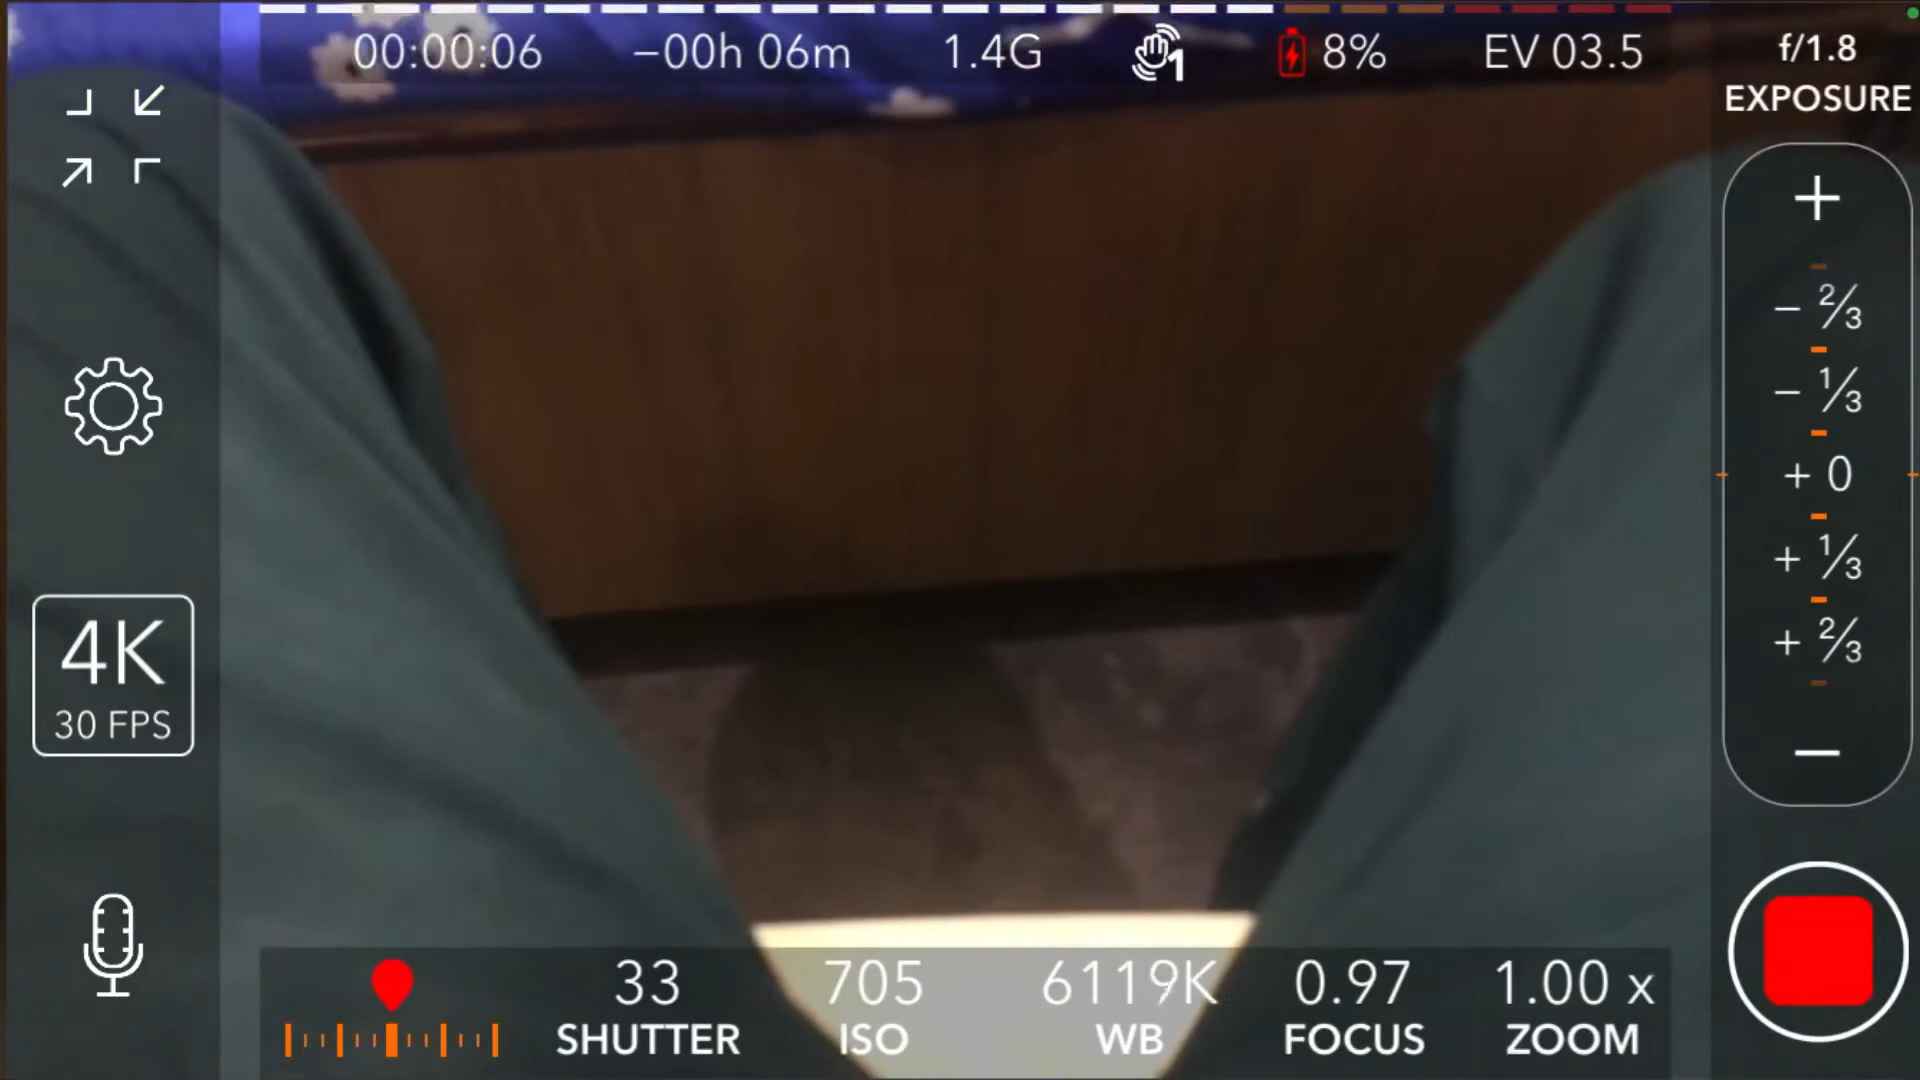 00:00:06 −00h 06m 1.4G 1 8% EV 03.5
f/1.8
EXPOSURE
+
− ⅔
− ⅓
+ 0
+ ⅓
+ ⅔
−
4K
30 FPS
33 705 6119K 0.97 1.00 x
SHUTTER ISO WB FOCUS ZOOM